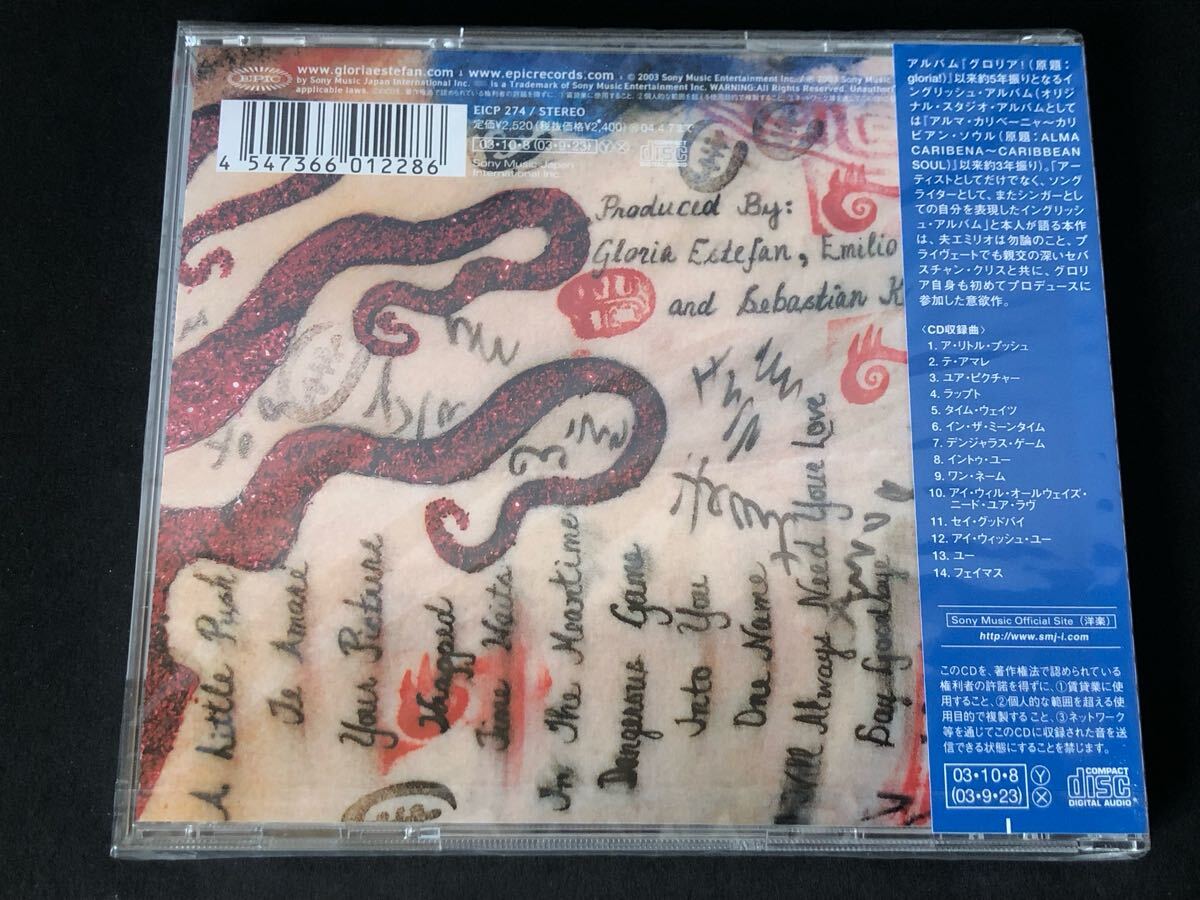 EPIC
www.gloriaestefan.com
www.epicrecords.com
© 2003 Sony Music Entertainment Inc. / ℗ 2003 Sony Music
by Sony Music Japan International Inc.
is a Trademark of Sony Music Entertainment Inc. WARNING:All Rights Reserved.
applicable laws.
4 547366 012286
EICP 274 / STEREO
定価¥2,520(税抜価格¥2,400)
04・4・7まで
03・10・8(03・9・23) Y X
Sony Music Japan
International Inc.
Produced By:
Gloria Estefan, Emilio
and Sebastian K
A Little Push
Te Amare
Your Picture
Wrapped
Time Waits
In The Meantime
Dangerous Game
Into You
One Name
Will Always Need Your Love
Say Goodbye
アルバム『グロリア!(原題:
gloria!)』以来約5年振りとなるイ
ングリッシュ・アルバム(オリジ
ナル・スタジオ・アルバムとして
は『アルマ・カリベーニャ〜カリ
ビアン・ソウル(原題:ALMA
CARIBENA〜CARIBBEAN
SOUL)』以来約3年振り)。「アー
ティストとしてだけでなく、ソング
ライターとして、またシンガーとし
ての自分を表現したイングリッシ
ュ・アルバム」と本人が語る本作
は、夫エミリオは勿論のこと、プ
ライヴェートでも親交の深いセバ
スチャン・クリスと共に、グロリ
ア自身も初めてプロデュースに
参加した意欲作。
〈CD収録曲〉
1. ア・リトル・プッシュ
2. テ・アマレ
3. ユア・ピクチャー
4. ラップト
5. タイム・ウェイツ
6. イン・ザ・ミーンタイム
7. デンジャラス・ゲーム
8. イントゥ・ユー
9. ワン・ネーム
10. アイ・ウィル・オールウェイズ・
ニード・ユア・ラヴ
11. セイ・グッドバイ
12. アイ・ウィッシュ・ユー
13. ユー
14. フェイマス
Sony Music Official Site (洋楽)
http://www.smj-i.com/
このCDを、著作権法で認められている
権利者の許諾を得ずに、①賃貸業に使
用すること、②個人的な範囲を超える使
用目的で複製すること、③ネットワーク
等を通じてこのCDに収録された音を送
信できる状態にすることを禁じます。
03・10・8 Y
(03・9・23) X
COMPACT
disc
DIGITAL AUDIO